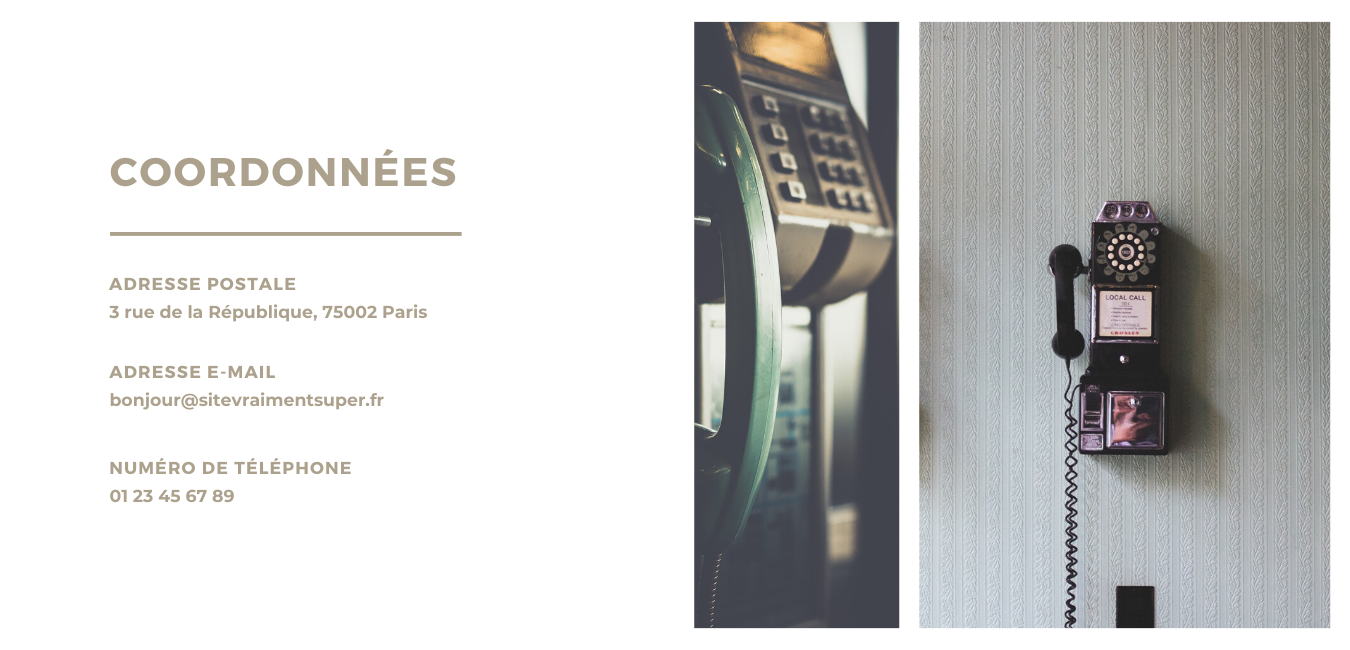 COORDONNÉES
ADRESSE POSTALE
3 rue de la République, 75002 Paris
ADRESSE E-MAIL
bonjour@sitevraimentsuper.fr
NUMÉRO DE TÉLÉPHONE
01 23 45 67 89
LOCAL CALL
CROSLEY